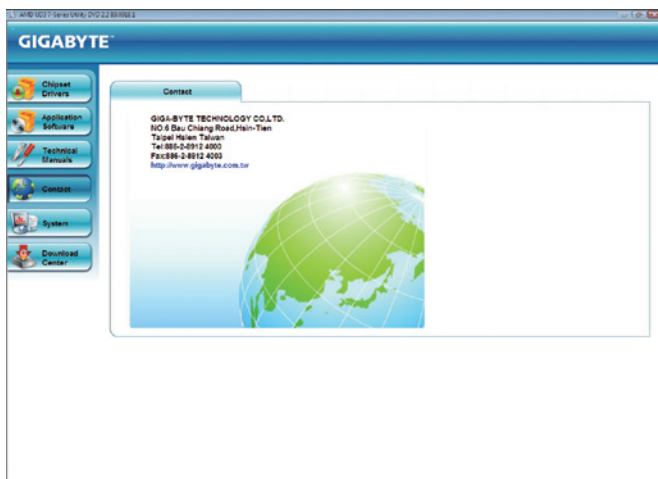 GIGABYTE™
Chipset
Drivers
Application
Software
Technical
Manuals
Contact
System
Download
Center
Contact
GIGA-BYTE TECHNOLOGY CO.,LTD.
NO.6 Bau Chiang Road,Hsin-Tien
Taipei Hsien Taiwan
Tel:886-2-8912 4000
Fax:886-2-8912 4003
http://www.gigabyte.com.tw